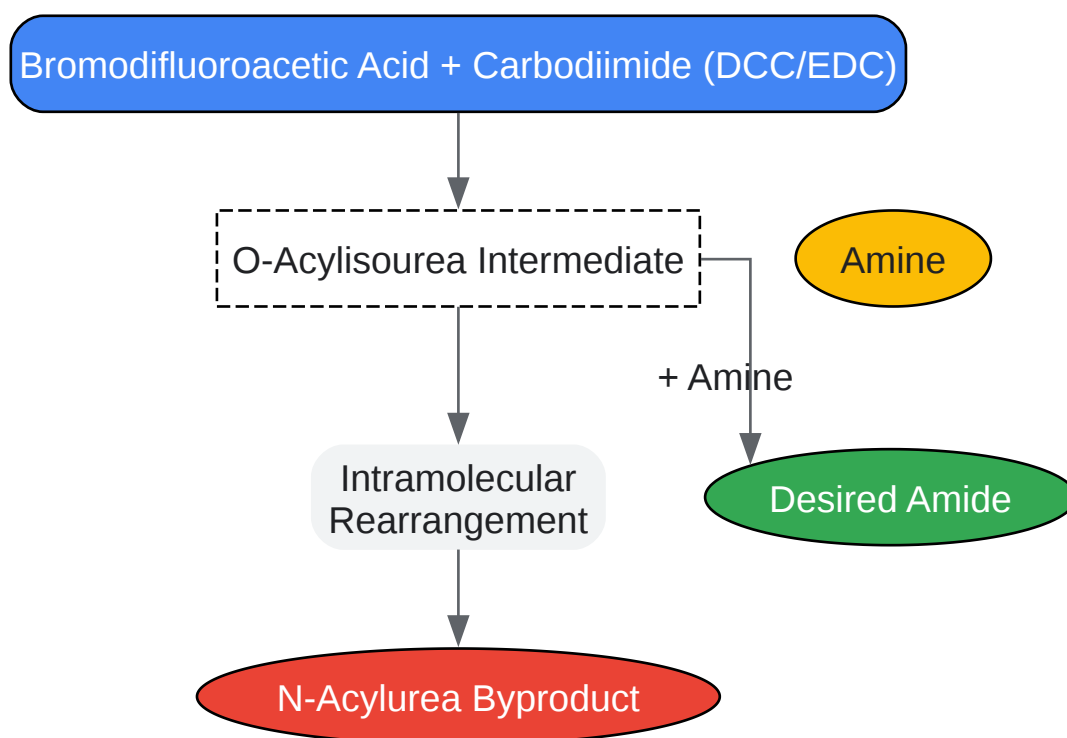 Bromodifluoroacetic Acid + Carbodiimide (DCC/EDC)
O-Acylisourea Intermediate
Amine
+ Amine
Intramolecular
Rearrangement
Desired Amide
N-Acylurea Byproduct